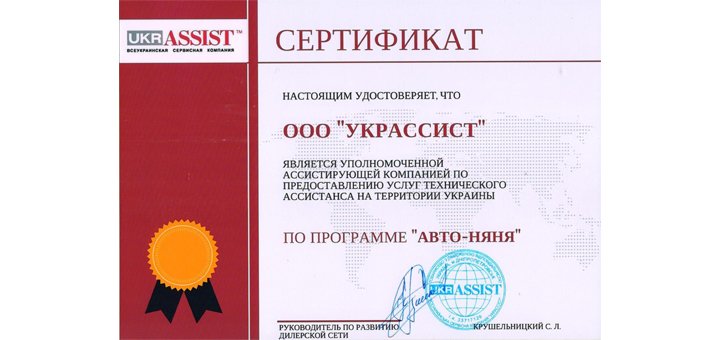 UKRASSIST™
ВСЕУКРАИНСКАЯ СЕРВИСНАЯ КОМПАНИЯ
СЕРТИФИКАТ
НАСТОЯЩИМ УДОСТОВЕРЯЕТ, ЧТО
ООО "УКРАССИСТ"
ЯВЛЯЕТСЯ УПОЛНОМОЧЕННОЙ
АССИСТИРУЮЩЕЙ КОМПАНИЕЙ ПО
ПРЕДОСТАВЛЕНИЮ УСЛУГ ТЕХНИЧЕСКОГО
АССИСТАНСА НА ТЕРРИТОРИИ УКРАИНЫ
ПО ПРОГРАММЕ "АВТО-НЯНЯ"
UKRASSIST
РУКОВОДИТЕЛЬ ПО РАЗВИТИЮ
ДИЛЕРСКОЙ СЕТИ
КРУШЕЛЬНИЦКИЙ С. Л.